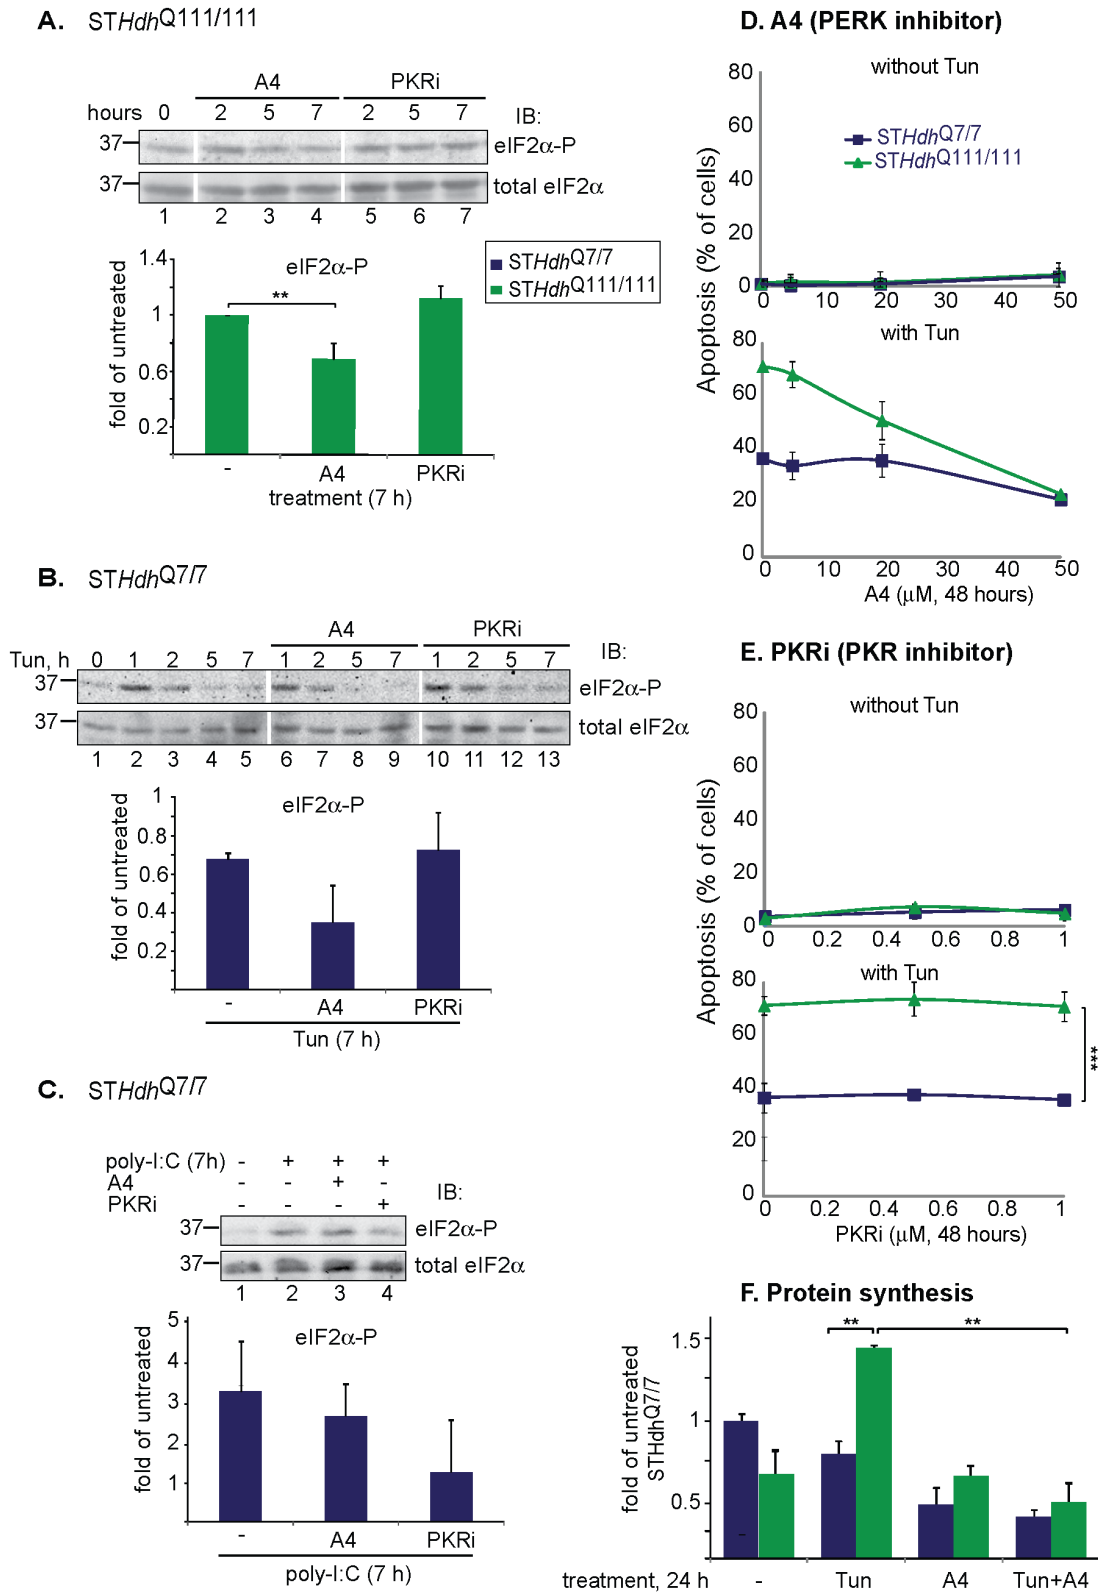 A. STHdhQ111/111
A4 PKRi
hours 0 2 5 7 2 5 7 IB:
37 eIF2α-P
37 total eIF2α
1 2 3 4 5 6 7
STHdhQ7/7
STHdhQ111/111
eIF2α-P
**
fold of untreated
1.4
1
0.6
0.2
- A4 PKRi
treatment (7 h)
B. STHdhQ7/7
A4 PKRi
Tun, h 0 1 2 5 7 1 2 5 7 1 2 5 7 IB:
37 eIF2α-P
37 total eIF2α
1 2 3 4 5 6 7 8 9 10 11 12 13
eIF2α-P
fold of untreated
1
0.8
0.6
0.4
0.2
- A4 PKRi
Tun (7 h)
C. STHdhQ7/7
poly-I:C (7h) - + + +
A4 - - + -
PKRi - - - +
IB:
37 eIF2α-P
37 total eIF2α
1 2 3 4
eIF2α-P
fold of untreated
5
4
3
2
1
- A4 PKRi
poly-I:C (7 h)
D. A4 (PERK inhibitor)
without Tun
STHdhQ7/7
STHdhQ111/111
Apoptosis (% of cells)
80
60
40
20
0
0 10 20 30 40 50
with Tun
80
60
40
20
0
0 10 20 30 40 50
A4 (μM, 48 hours)
E. PKRi (PKR inhibitor)
without Tun
Apoptosis (% of cells)
80
60
40
20
0
0 0.2 0.4 0.6 0.8 1
with Tun
80
60
40
20
0
***
0 0.2 0.4 0.6 0.8 1
PKRi (μM, 48 hours)
F. Protein synthesis
** **
fold of untreated
STHdhQ7/7
1.5
1
0.5
treatment, 24 h - Tun A4 Tun+A4